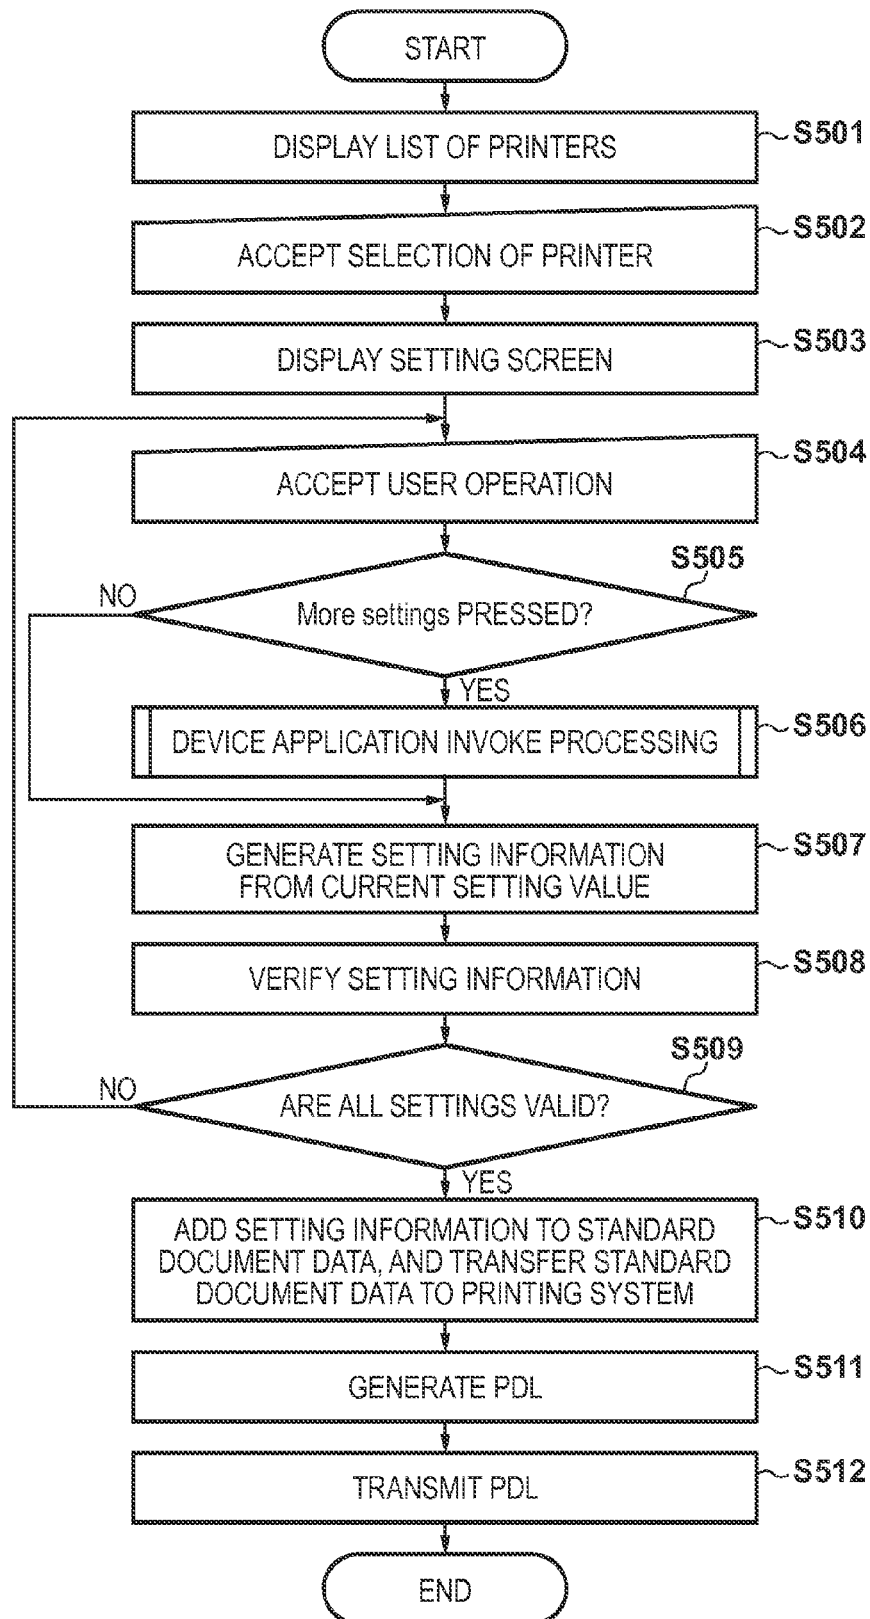 START
DISPLAY LIST OF PRINTERS
S501
ACCEPT SELECTION OF PRINTER
S502
DISPLAY SETTING SCREEN
S503
ACCEPT USER OPERATION
S504
S505
NO
More settings PRESSED?
YES
DEVICE APPLICATION INVOKE PROCESSING
S506
GENERATE SETTING INFORMATION
FROM CURRENT SETTING VALUE
S507
VERIFY SETTING INFORMATION
S508
S509
NO
ARE ALL SETTINGS VALID?
YES
ADD SETTING INFORMATION TO STANDARD
DOCUMENT DATA, AND TRANSFER STANDARD
DOCUMENT DATA TO PRINTING SYSTEM
S510
GENERATE PDL
S511
TRANSMIT PDL
S512
END